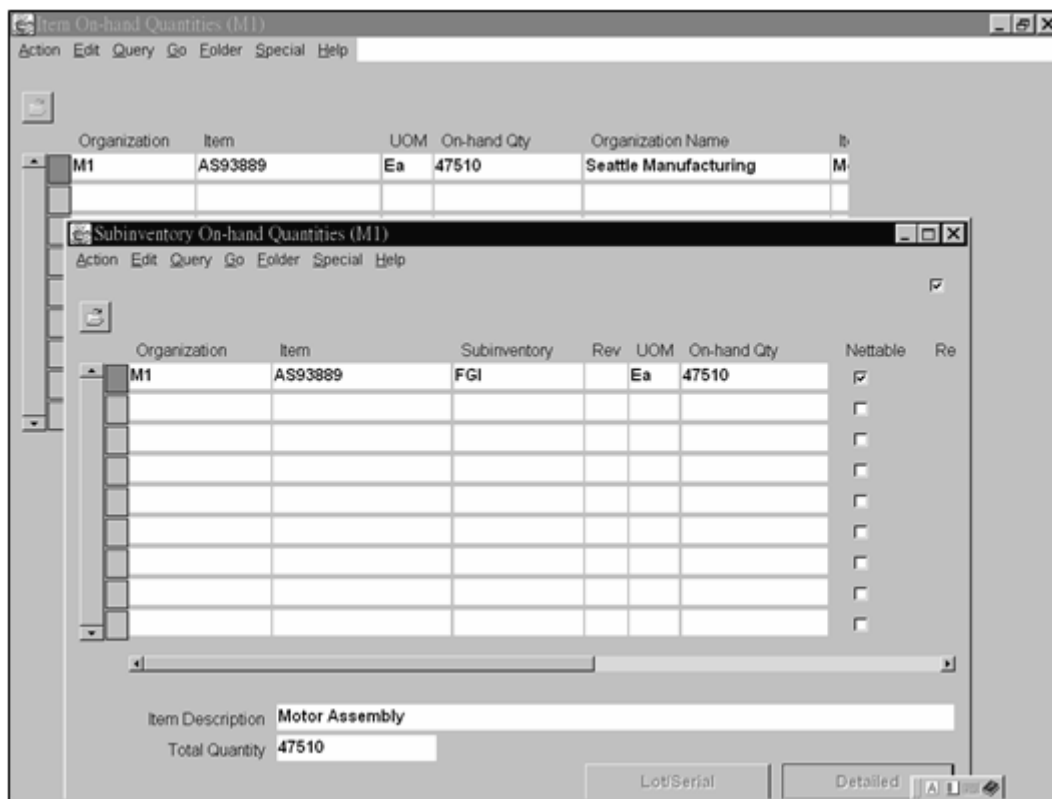 Item On-hand Quantities (M1)
Action Edit Query Go Folder Special Help
Organization Item UOM On-hand Qty Organization Name It
M1 AS93889 Ea 47510 Seattle Manufacturing M
Subinventory On-hand Quantities (M1)
Action Edit Query Go Folder Special Help
Organization Item Subinventory Rev UOM On-hand Qty Nettable Re
M1 AS93889 FGI Ea 47510
Item Description Motor Assembly
Total Quantity 47510
Lot/Serial Detailed
A